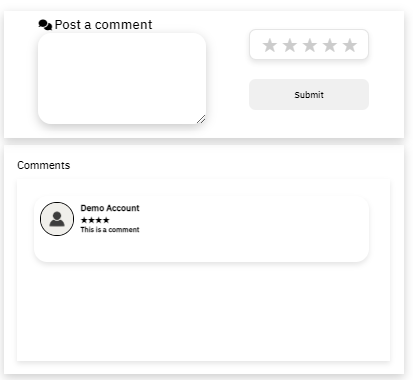 Post a comment
Submit
Comments
Demo Account
★★★★
This is a comment